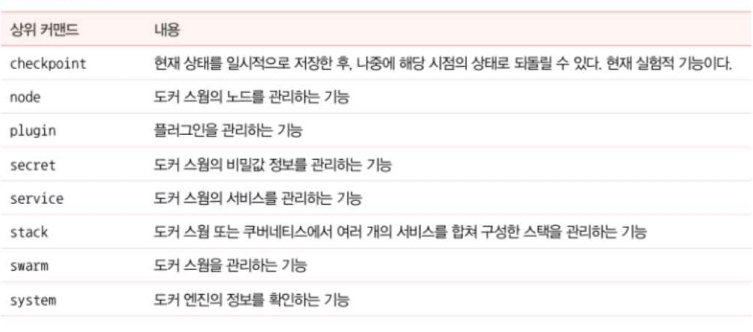 상위 커맨드 내용
checkpoint 현재 상태를 일시적으로 저장한 후, 나중에 해당 시점의 상태로 되돌릴 수 있다. 현재 실험적 기능이다.
node 도커 스웜의 노드를 관리하는 기능
plugin 플러그인을 관리하는 기능
secret 도커 스웜의 비밀값 정보를 관리하는 기능
service 도커 스웜의 서비스를 관리하는 기능
stack 도커 스웜 또는 쿠버네티스에서 여러 개의 서비스를 합쳐 구성한 스택을 관리하는 기능
swarm 도커 스웜을 관리하는 기능
system 도커 엔진의 정보를 확인하는 기능